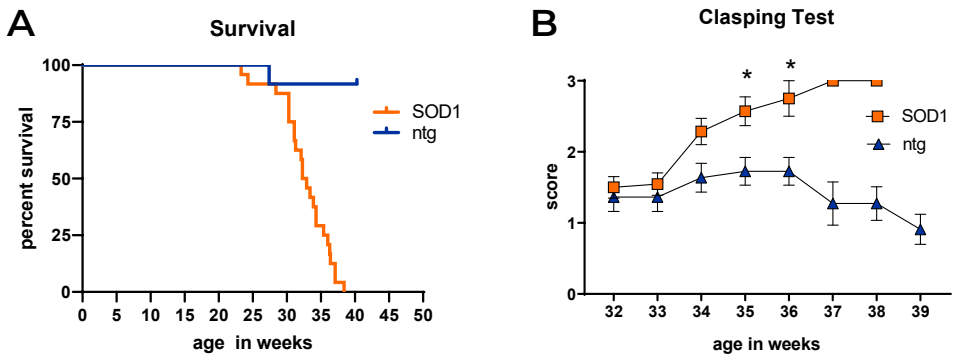 A
Survival
percent survival
100
75
50
25
0
0 5 10 15 20 25 30 35 40 45 50
age in weeks
SOD1
ntg
B
Clasping Test
score
3
2
1
0
* *
32 33 34 35 36 37 38 39
age in weeks
SOD1
ntg